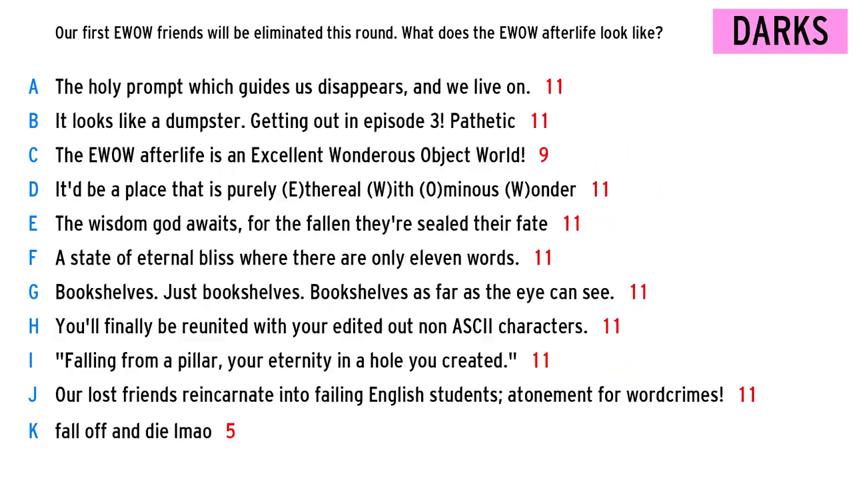 Our first EWOW friends will be eliminated this round. What does the EWOW afterlife look like?
DARKS
A The holy prompt which guides us disappears, and we live on. 11
B It looks like a dumpster. Getting out in episode 3! Pathetic 11
C The EWOW afterlife is an Excellent Wonderous Object World! 9
D It'd be a place that is purely (E)thereal (W)ith (O)minous (W)onder 11
E The wisdom god awaits, for the fallen they're sealed their fate 11
F A state of eternal bliss where there are only eleven words. 11
G Bookshelves. Just bookshelves. Bookshelves as far as the eye can see. 11
H You'll finally be reunited with your edited out non ASCII characters. 11
I "Falling from a pillar, your eternity in a hole you created." 11
J Our lost friends reincarnate into failing English students; atonement for wordcrimes! 11
K fall off and die lmao 5